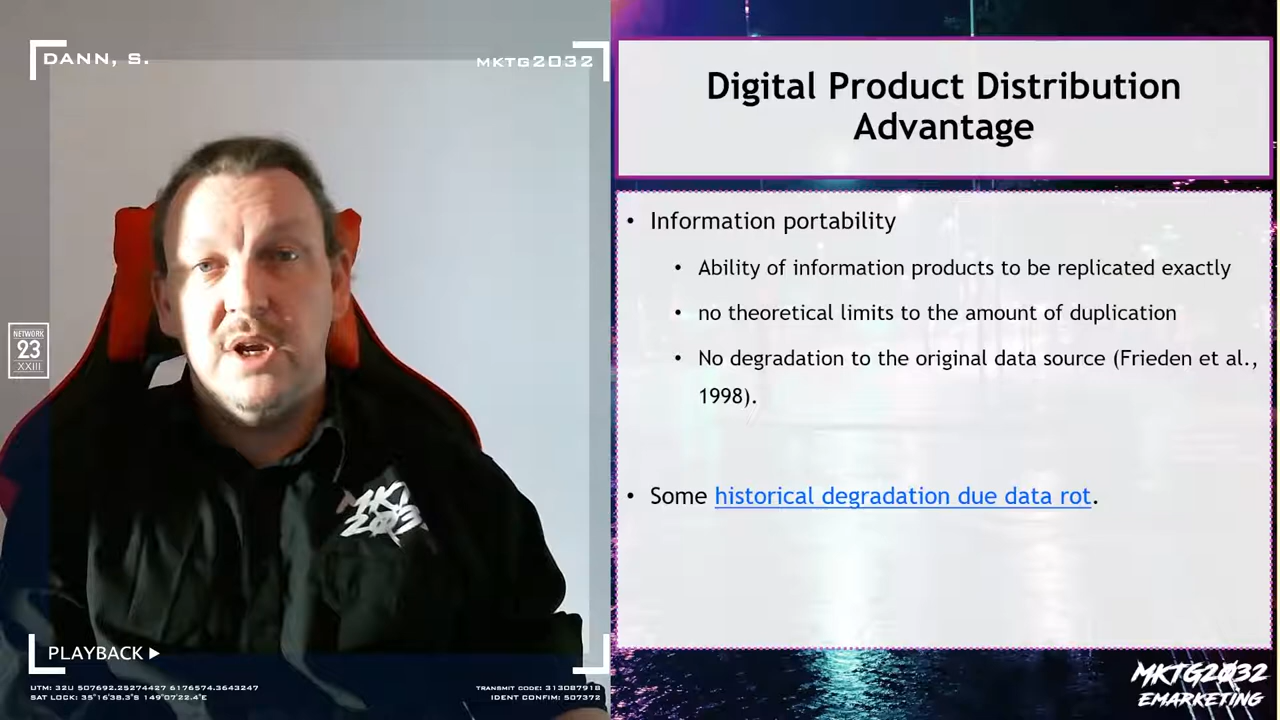 DANN, S.
MKTG2032
NETWORK
23
XXIII
MKT
203
PLAYBACK
UTM: 32U 507692.25274427 6176574.3643247
SAT LOCK: 35°16'38.3"S 149°07'22.4"E
TRANSMIT CODE: 313087918
IDENT CONFIM: 507372
Digital Product Distribution
Advantage
• Information portability
• Ability of information products to be replicated exactly
• no theoretical limits to the amount of duplication
• No degradation to the original data source (Frieden et al.,
1998).
• Some historical degradation due data rot.
MKTG2032
EMARKETING